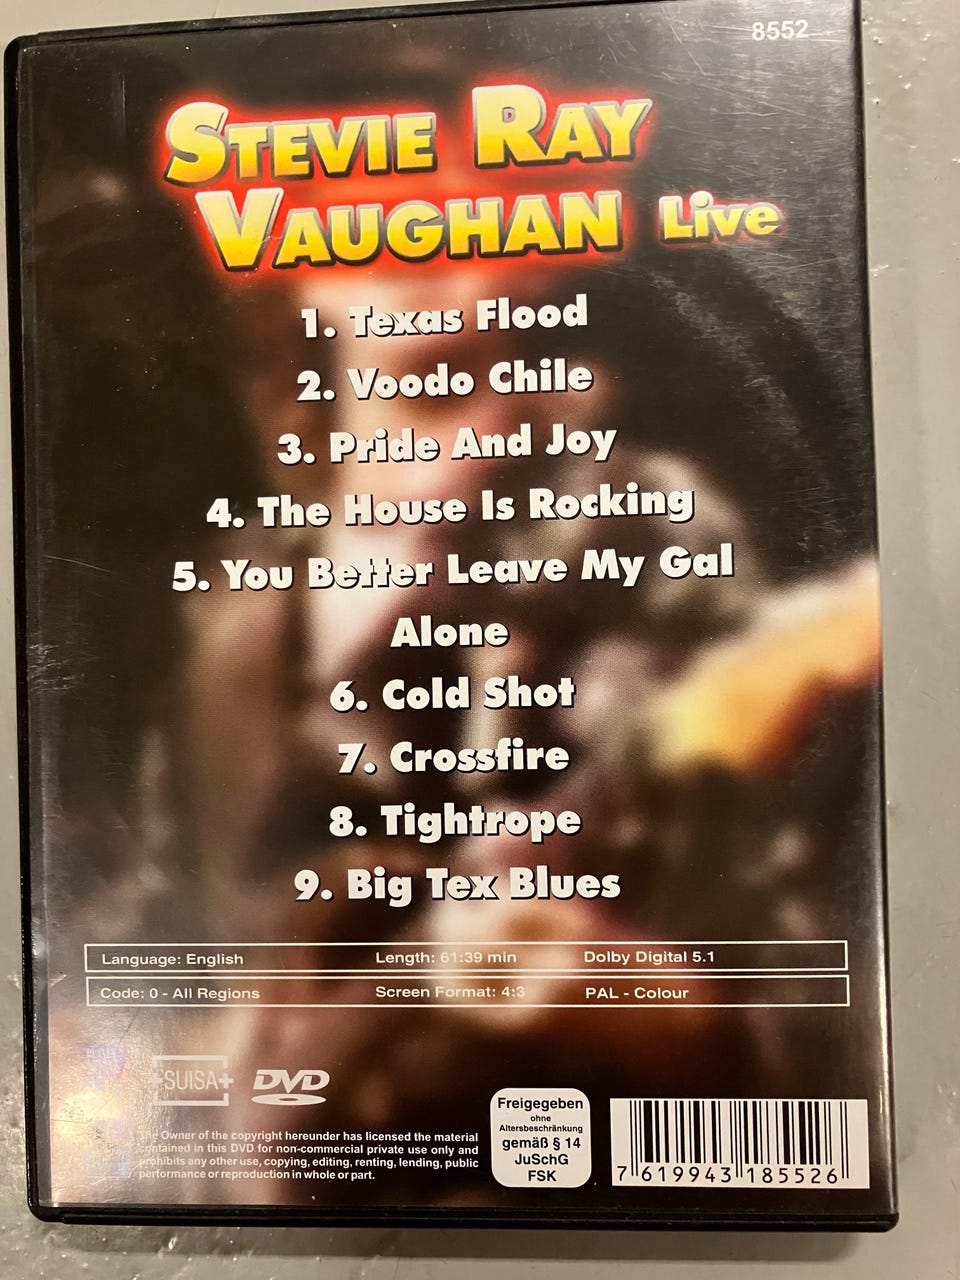 8552
STEVIE RAY
VAUGHAN Live
1. Texas Flood
2. Voodo Chile
3. Pride And Joy
4. The House Is Rocking
5. You Better Leave My Gal
Alone
6. Cold Shot
7. Crossfire
8. Tightrope
9. Big Tex Blues
Language: English Length: 61:39 min Dolby Digital 5.1
Code: 0 - All Regions Screen Format: 4:3 PAL - Colour
SUISA DVD
The Owner of the copyright hereunder has licensed the material
contained in this DVD for non-commercial private use only and
prohibits any other use, copying, editing, renting, lending, public
performance or reproduction in whole or part.
Freigegeben
ohne
Altersbeschränkung
gemäß § 14
JuSchG
FSK
7 619943 185526